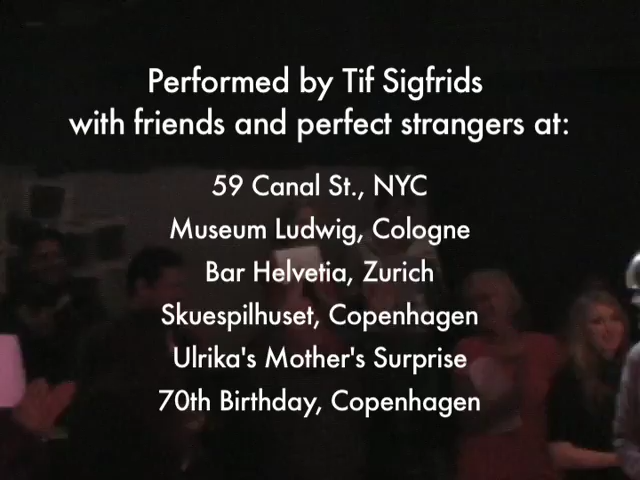 Performed by Tif Sigfrids
with friends and perfect strangers at:
59 Canal St., NYC
Museum Ludwig, Cologne
Bar Helvetia, Zurich
Skuespilhuset, Copenhagen
Ulrika's Mother's Surprise
70th Birthday, Copenhagen